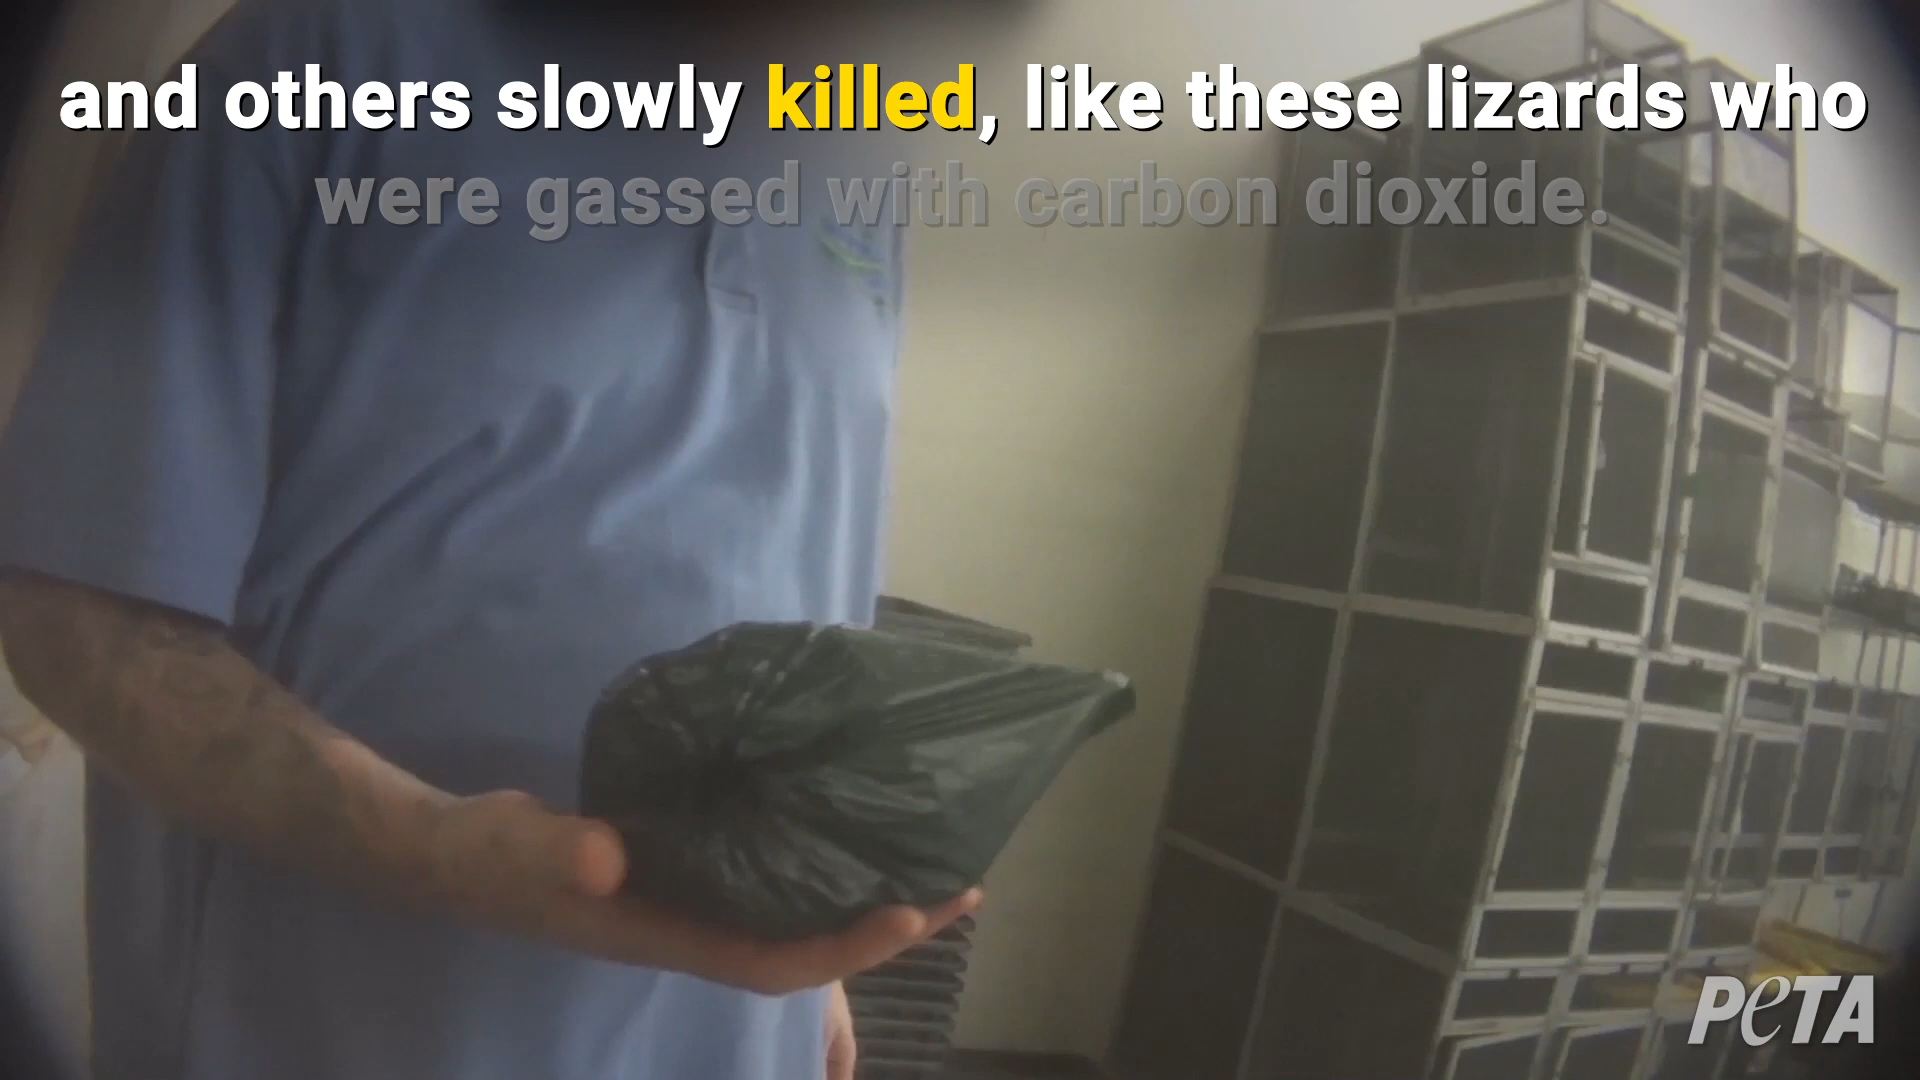 and others slowly killed, like these lizards who
were gassed with carbon dioxide.
PETA